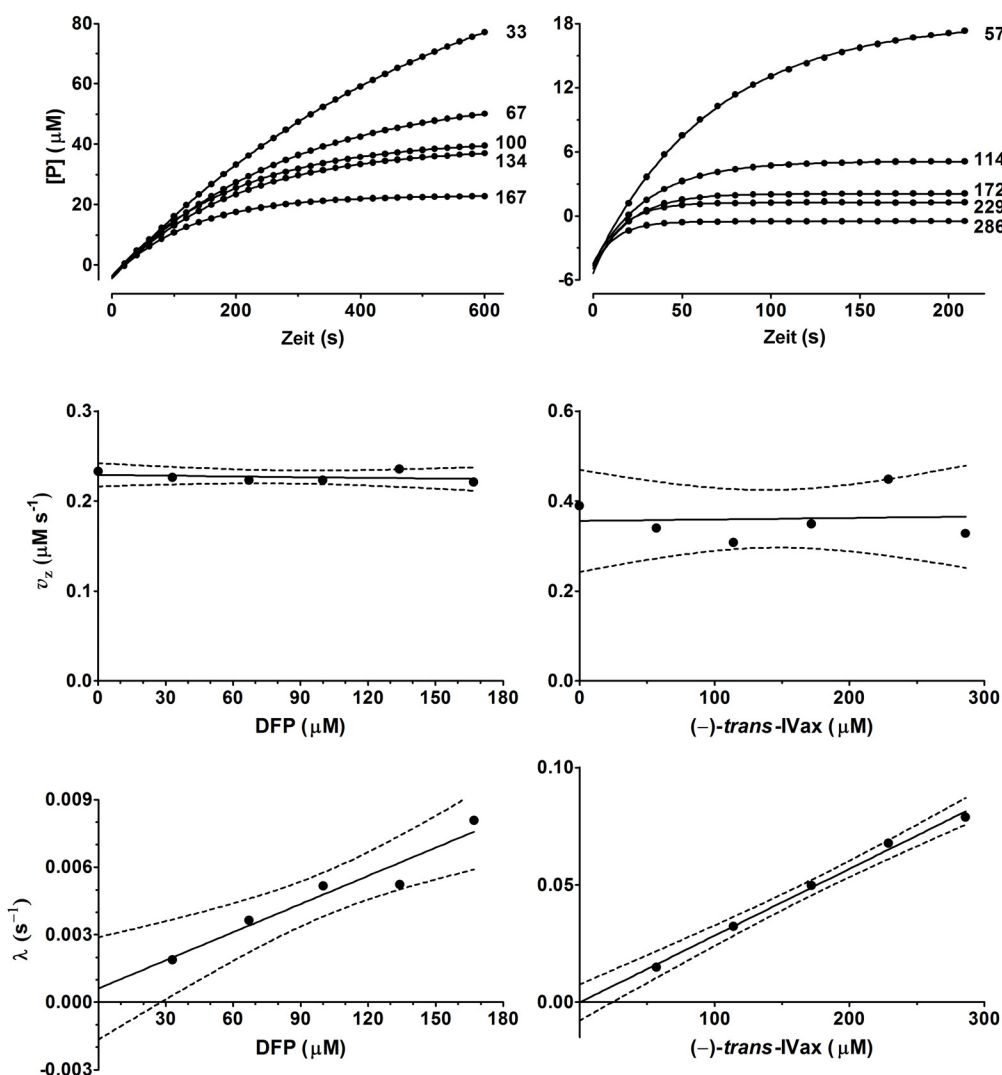 80
60
40
20
0
[P] (μM)
33
67
100
134
167
0 200 400 600
Zeit (s)
18
12
6
0
-6
57
114
172
229
286
0 50 100 150 200
Zeit (s)
0.3
0.2
0.1
0.0
vz (μM s-1)
0 30 60 90 120 150 180
DFP (μM)
0.6
0.4
0.2
0.0
0 100 200 300
(−)-trans-IVax (μM)
0.009
0.006
0.003
0.000
-0.003
λ (s−1)
30 60 90 120 150 180
DFP (μM)
0.10
0.05
0.00
100 200 300
(−)-trans-IVax (μM)